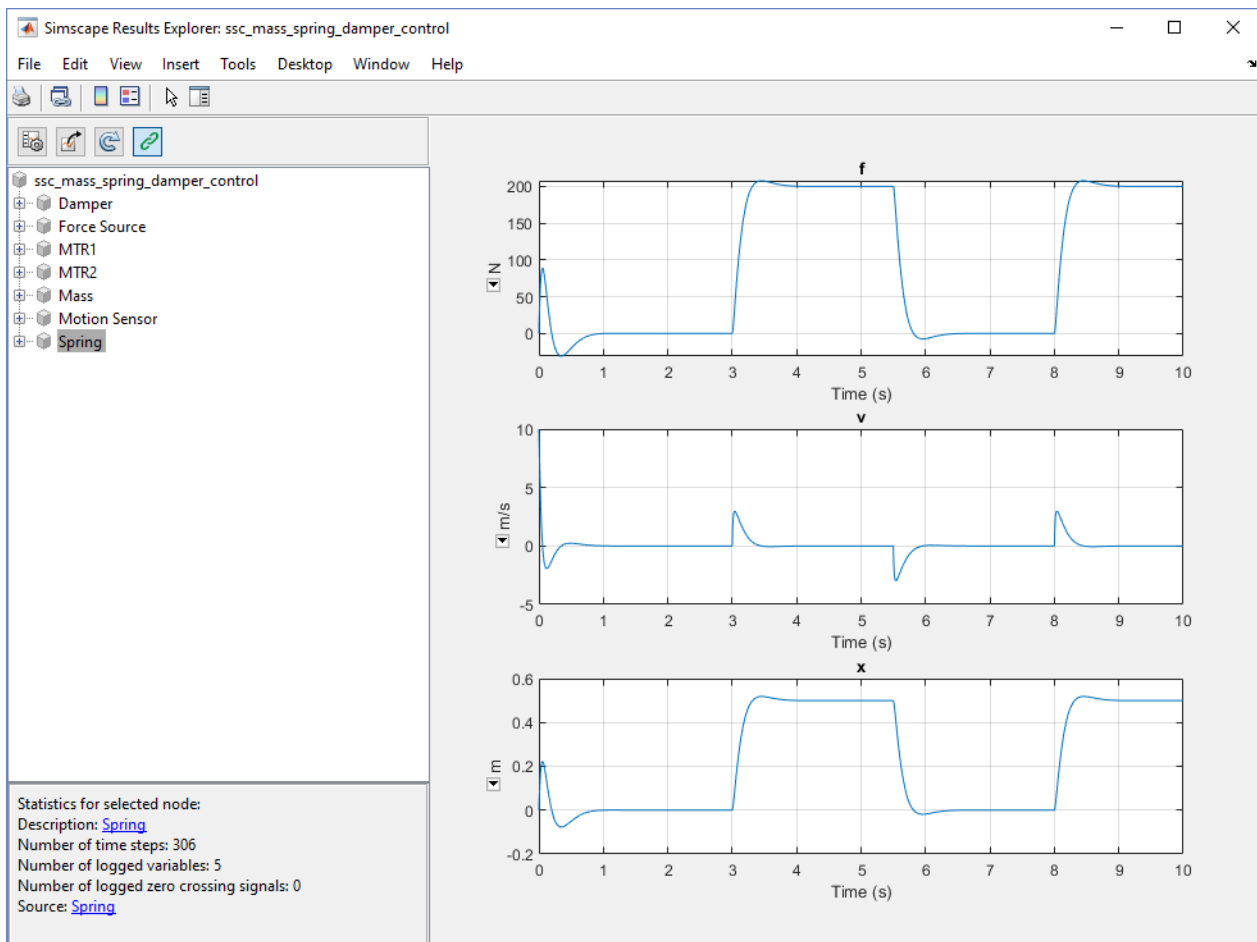 Simscape Results Explorer: ssc_mass_spring_damper_control
File Edit View Insert Tools Desktop Window Help
ssc_mass_spring_damper_control
Damper
Force Source
MTR1
MTR2
Mass
Motion Sensor
Spring
Statistics for selected node:
Description: Spring
Number of time steps: 306
Number of logged variables: 5
Number of logged zero crossing signals: 0
Source: Spring
f
200
150
100
50
0
N
0 1 2 3 4 5 6 7 8 9 10
Time (s)
v
10
5
0
-5
m/s
0 1 2 3 4 5 6 7 8 9 10
Time (s)
x
0.6
0.4
0.2
0
-0.2
m
0 1 2 3 4 5 6 7 8 9 10
Time (s)